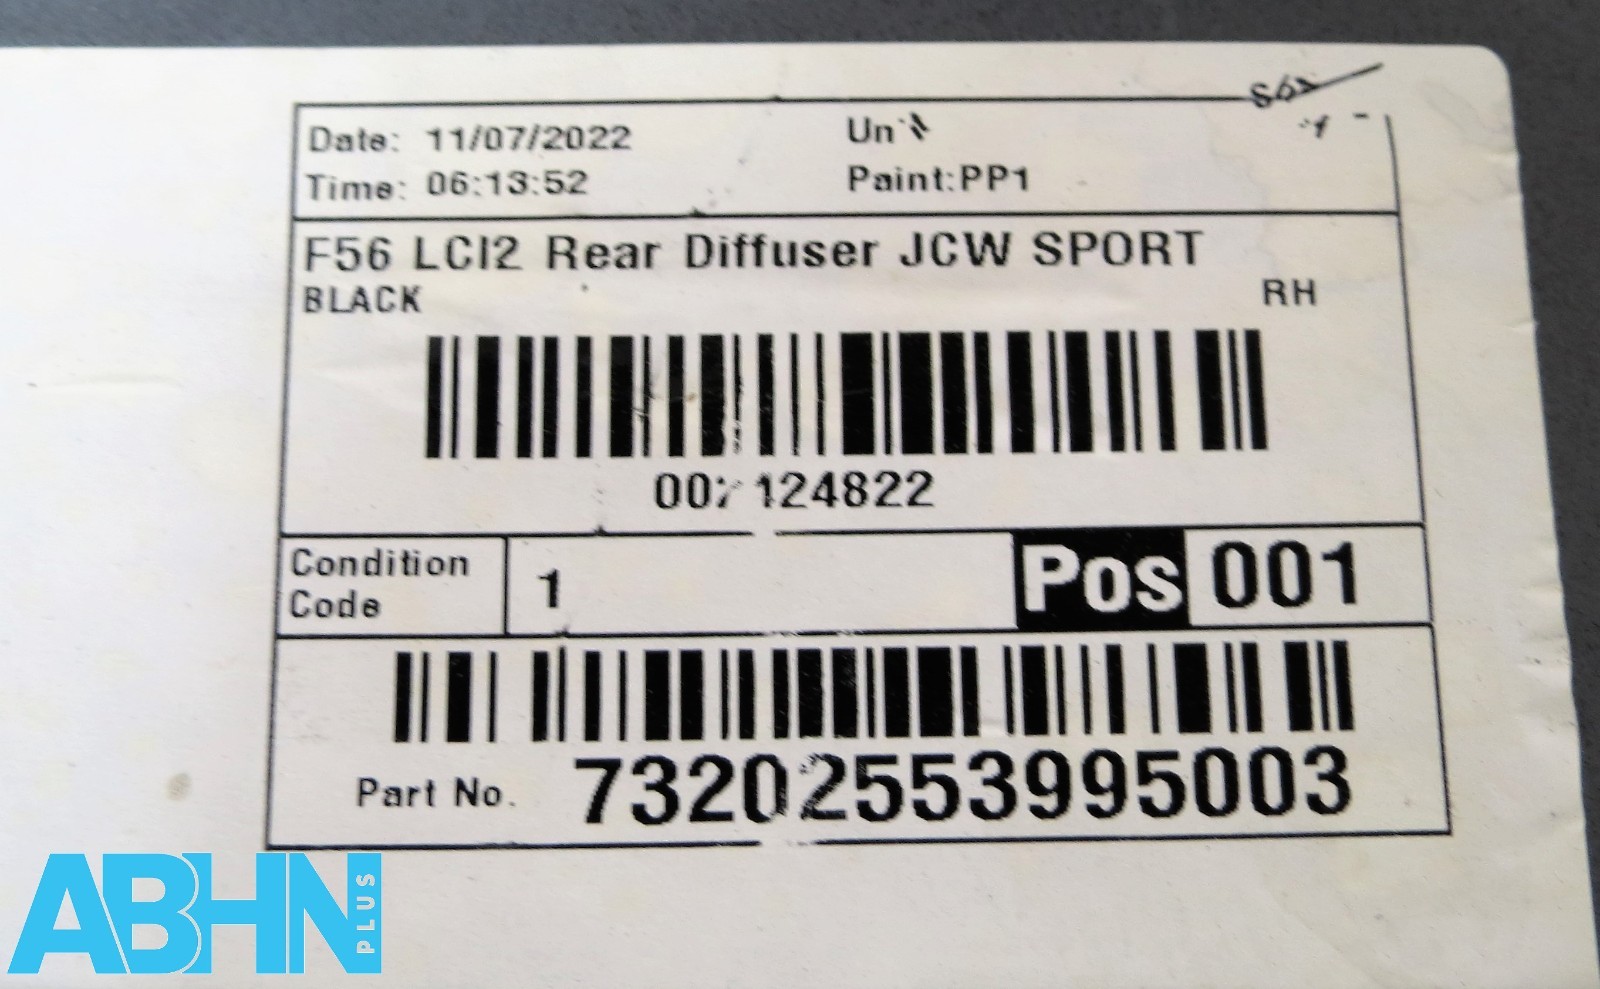 Date: 11/07/2022
Time: 06:13:52
Paint:PP1
F56 LCI2 Rear Diffuser JCW SPORT
BLACK
RH
Condition Code
1
Pos 001
Part No. 73202553995003
ABHN PLUS